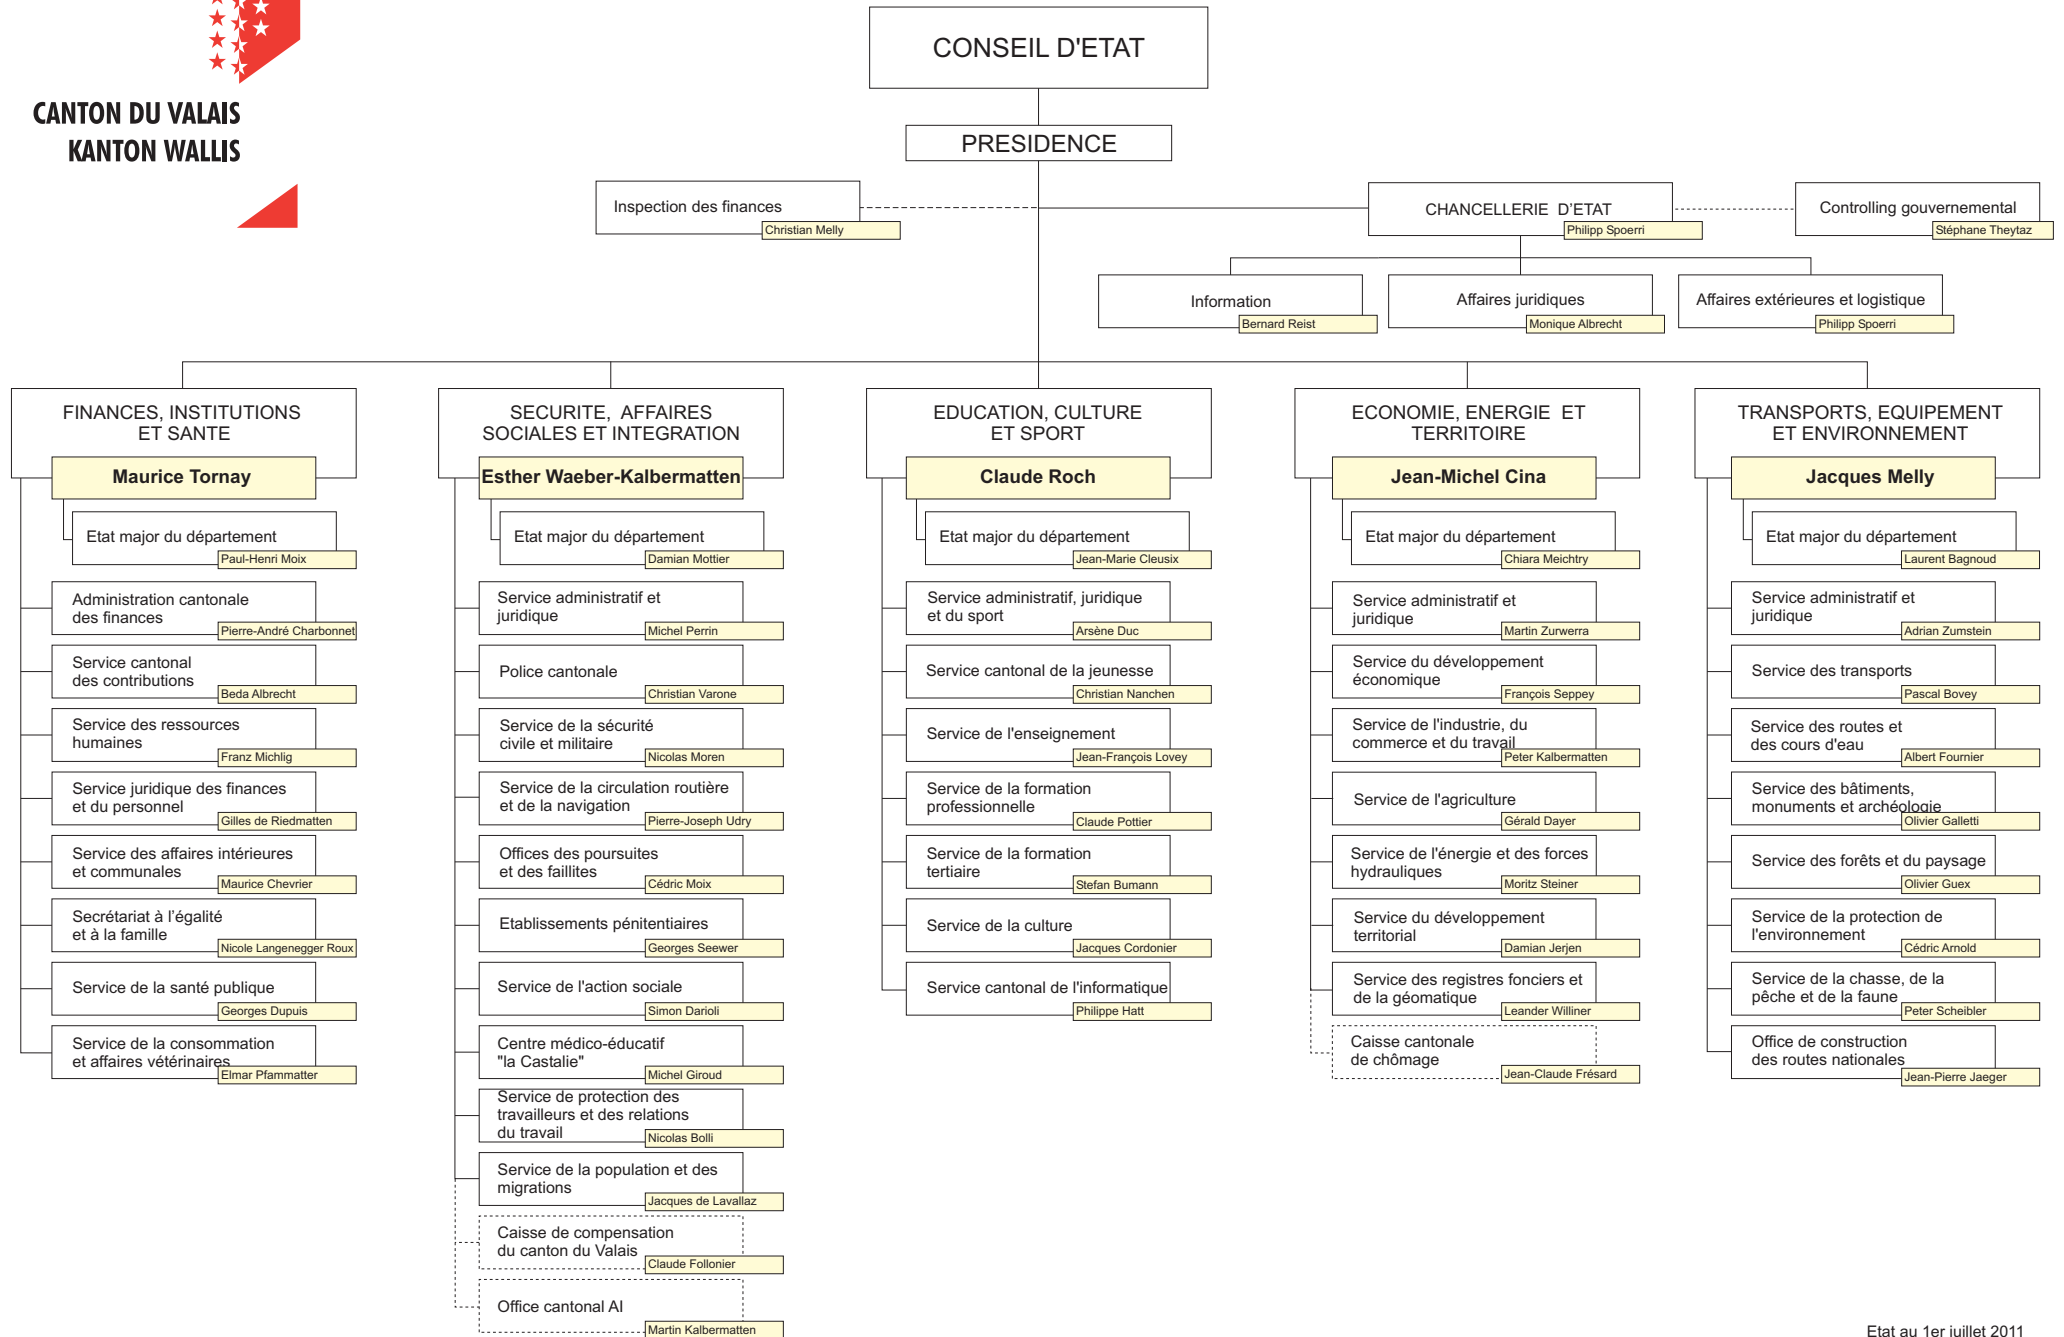 CANTON DU VALAIS
KANTON WALLIS
CONSEIL D'ETAT
PRESIDENCE
Inspection des finances
Christian Melly
CHANCELLERIE D'ETAT
Philipp Spoerri
Controlling gouvernemental
Stéphane Theytaz
Information
Bernard Reist
Affaires juridiques
Monique Albrecht
Affaires extérieures et logistique
Philipp Spoerri
FINANCES, INSTITUTIONS
ET SANTE
Maurice Tornay
Etat major du département
Paul-Henri Moix
Administration cantonale
des finances
Pierre-André Charbonnet
Service cantonal
des contributions
Beda Albrecht
Service des ressources
humaines
Franz Michlig
Service juridique des finances
et du personnel
Gilles de Riedmatten
Service des affaires intérieures
et communales
Maurice Chevrier
Secrétariat à l'égalité
et à la famille
Nicole Langenegger Roux
Service de la santé publique
Georges Dupuis
Service de la consommation
et affaires vétérinaires
Elmar Pfammatter
SECURITE, AFFAIRES
SOCIALES ET INTEGRATION
Esther Waeber-Kalbermatten
Etat major du département
Damian Mottier
Service administratif et
juridique
Michel Perrin
Police cantonale
Christian Varone
Service de la sécurité
civile et militaire
Nicolas Moren
Service de la circulation routière
et de la navigation
Pierre-Joseph Udry
Offices des poursuites
et des faillites
Cédric Moix
Etablissements pénitentiaires
Georges Seewer
Service de l'action sociale
Simon Darioli
Centre médico-éducatif
"la Castalie"
Michel Giroud
Service de protection des
travailleurs et des relations
du travail
Nicolas Bolli
Service de la population et des
migrations
Jacques de Lavallaz
Caisse de compensation
du canton du Valais
Claude Follonier
Office cantonal AI
Martin Kalbermatten
EDUCATION, CULTURE
ET SPORT
Claude Roch
Etat major du département
Jean-Marie Cleusix
Service administratif, juridique
et du sport
Arsène Duc
Service cantonal de la jeunesse
Christian Nanchen
Service de l'enseignement
Jean-François Lovey
Service de la formation
professionnelle
Claude Pottier
Service de la formation
tertiaire
Stefan Bumann
Service de la culture
Jacques Cordonier
Service cantonal de l'informatique
Philippe Hatt
ECONOMIE, ENERGIE ET
TERRITOIRE
Jean-Michel Cina
Etat major du département
Chiara Meichtry
Service administratif et
juridique
Martin Zurwerra
Service du développement
économique
François Seppey
Service de l'industrie, du
commerce et du travail
Peter Kalbermatten
Service de l'agriculture
Gérald Dayer
Service de l'énergie et des forces
hydrauliques
Moritz Steiner
Service du développement
territorial
Damian Jerjen
Service des registres fonciers et
de la géomatique
Leander Williner
Caisse cantonale
de chômage
Jean-Claude Frésard
TRANSPORTS, EQUIPEMENT
ET ENVIRONNEMENT
Jacques Melly
Etat major du département
Laurent Bagnoud
Service administratif et
juridique
Adrian Zumstein
Service des transports
Pascal Bovey
Service des routes et
des cours d'eau
Albert Fournier
Service des bâtiments,
monuments et archéologie
Olivier Galletti
Service des forêts et du paysage
Olivier Guex
Service de la protection de
l'environnement
Cédric Arnold
Service de la chasse, de la
pêche et de la faune
Peter Scheibler
Office de construction
des routes nationales
Jean-Pierre Jaeger
Etat au 1er juillet 2011